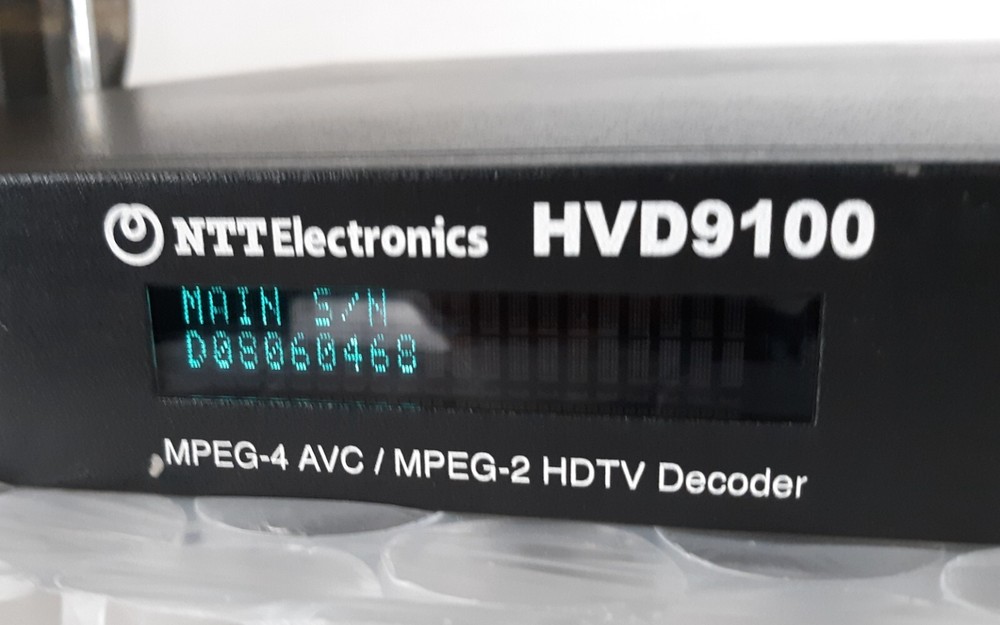 NTT Electronics HVD9100
MAIN S/N
D08060468
MPEG-4 AVC / MPEG-2 HDTV Decoder